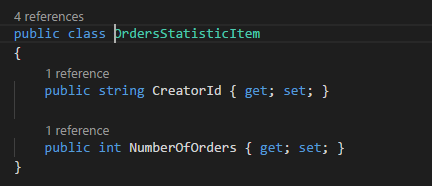 4 references
public class OrdersStatisticItem
{
1 reference
public string CreatorId { get; set; }
1 reference
public int NumberOfOrders { get; set; }
}